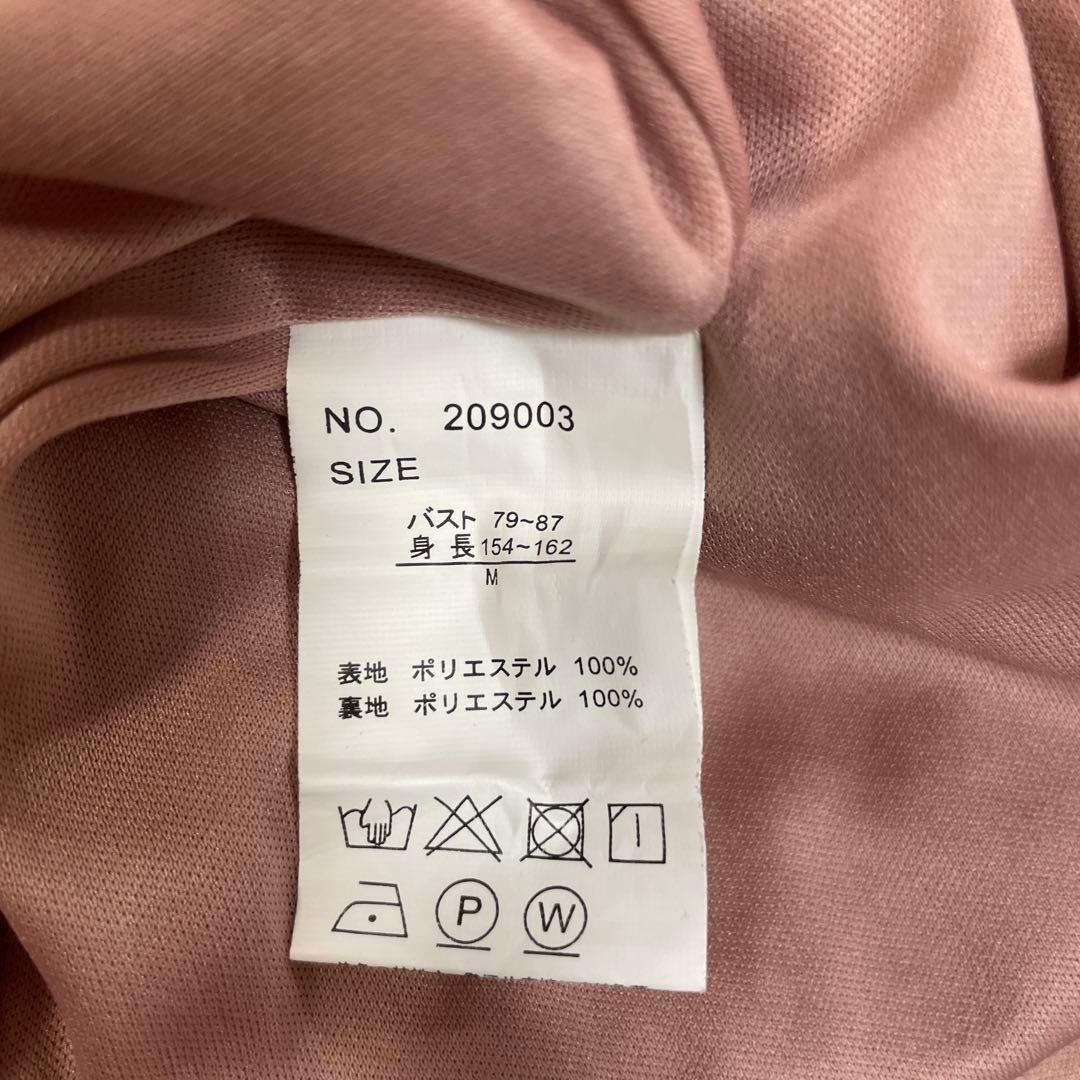 NO. 209003
SIZE
バスト 79~87
身長 154~162
M
表地 ポリエステル 100%
裏地 ポリエステル 100%
P W